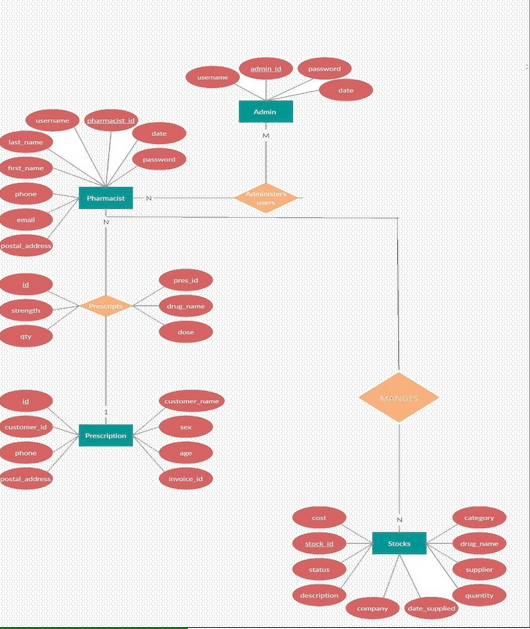 admin_id
password
username
date
Admin
M
username
pharmacist_id
date
last_name
password
first_name
phone
Pharmacist
N
Administers
users
email
N
postal_address
id
pres_id
strength
Prescripts
drug_name
qty
dose
id
customer_name
1
customer_id
Prescription
sex
phone
age
postal_address
invoice_id
MANGES
N
cost
category
stock_id
Stocks
drug_name
status
supplier
description
quantity
company
date_supplied